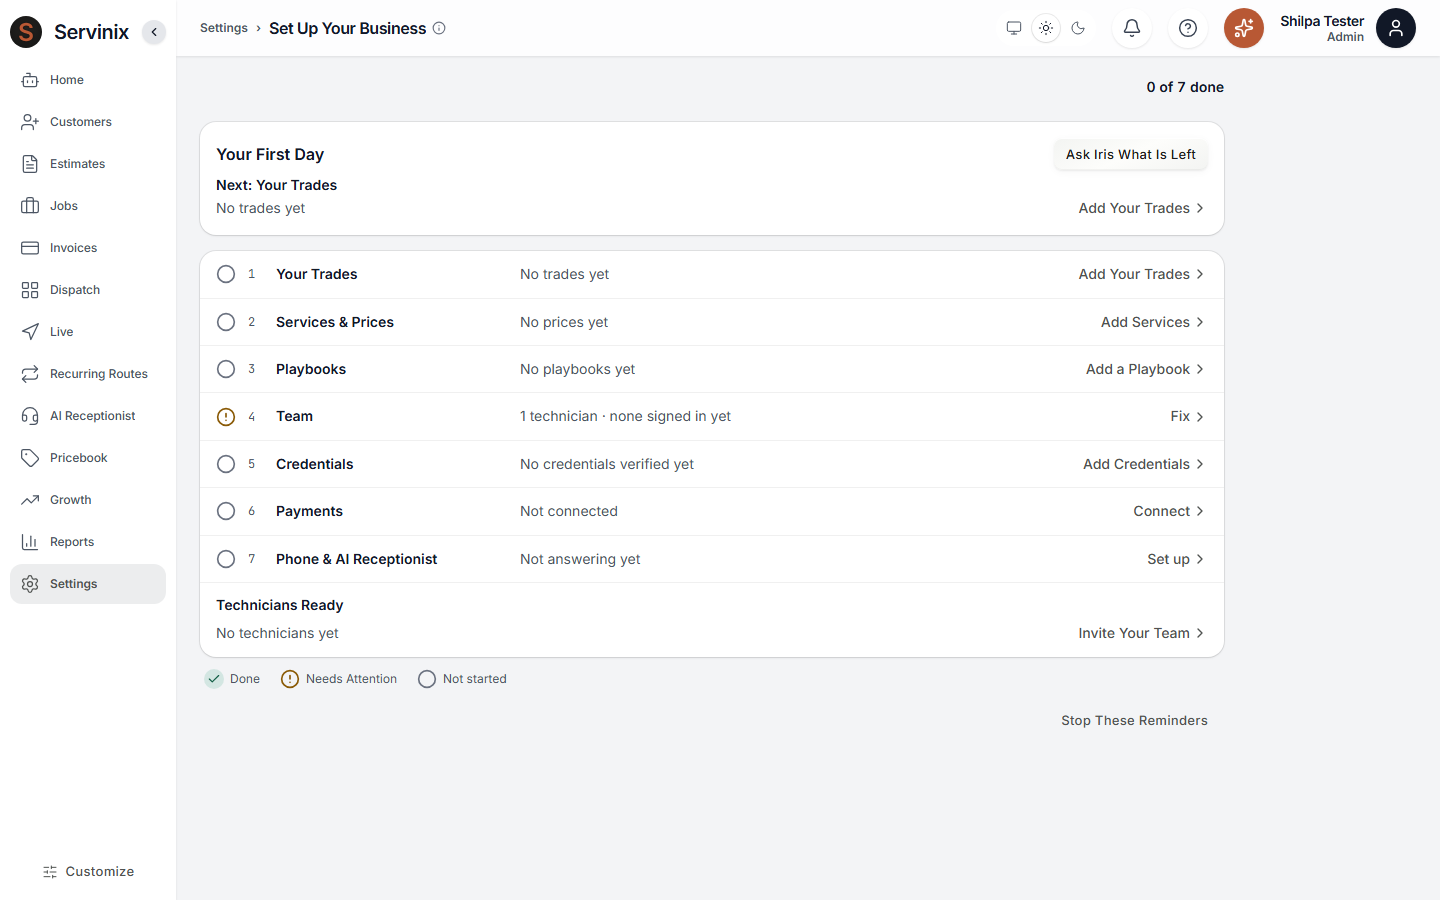 S Servinix
Settings › Set Up Your Business
Shilpa Tester
Admin
Home
Customers
Estimates
Jobs
Invoices
Dispatch
Live
Recurring Routes
AI Receptionist
Pricebook
Growth
Reports
Settings
Customize
0 of 7 done
Your First Day
Ask Iris What Is Left
Next: Your Trades
No trades yet
Add Your Trades
1 Your Trades No trades yet Add Your Trades
2 Services & Prices No prices yet Add Services
3 Playbooks No playbooks yet Add a Playbook
4 Team 1 technician · none signed in yet Fix
5 Credentials No credentials verified yet Add Credentials
6 Payments Not connected Connect
7 Phone & AI Receptionist Not answering yet Set up
Technicians Ready
No technicians yet Invite Your Team
Done Needs Attention Not started
Stop These Reminders